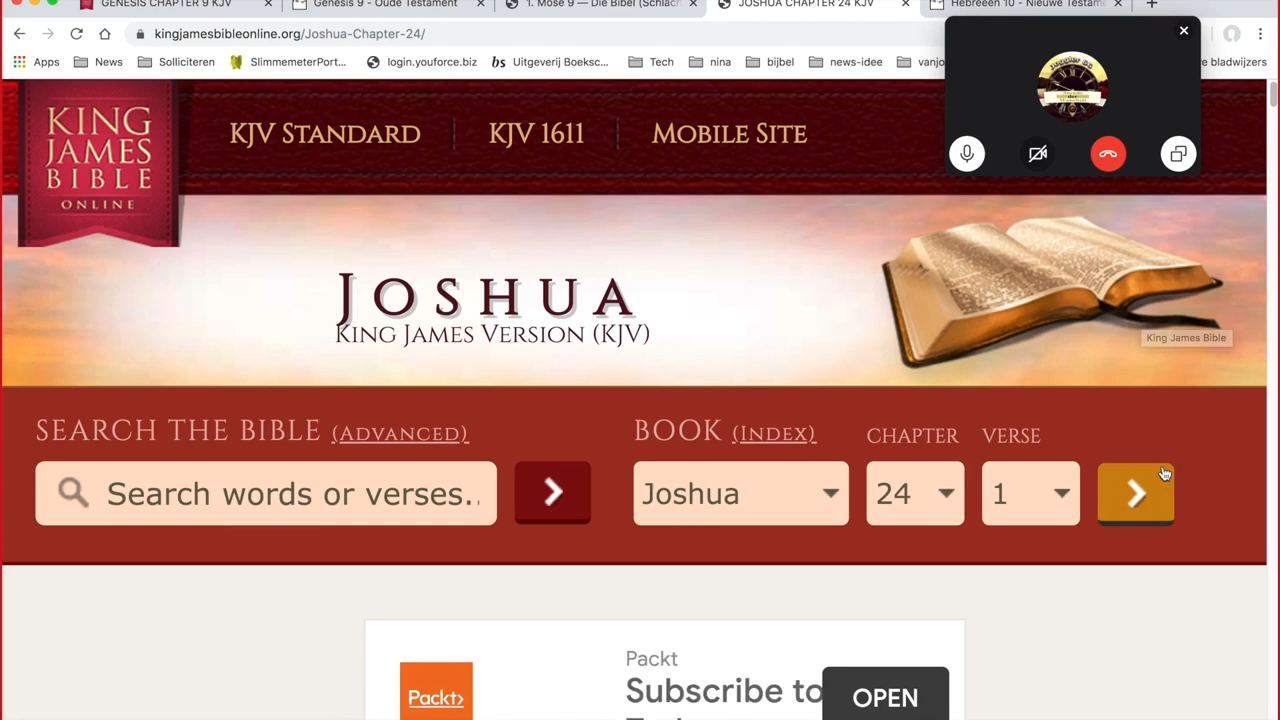 GENESIS CHAPTER 9 KJV
Genesis 9 - Oude Testament
1. Mose 9 — Die Bibel (Schlach
JOSHUA CHAPTER 24 KJV
Hebreeën 10 - Nieuwe Testame
kingjamesbibleonline.org/Joshua-Chapter-24/
Apps
News
Solliciteren
SlimmemeterPort...
login.youforce.biz
bs Uitgeverij Boeksc...
Tech
nina
bijbel
news-idee
vanjo
re bladwijzers
KING
JAMES
BIBLE
ONLINE
KJV STANDARD
KJV 1611
MOBILE SITE
JOSHUA
KING JAMES VERSION (KJV)
King James Bible
SEARCH THE BIBLE (ADVANCED)
BOOK (INDEX)
CHAPTER
VERSE
Search words or verses..
Joshua
24
1
Packt
Subscribe to
Packt>
OPEN